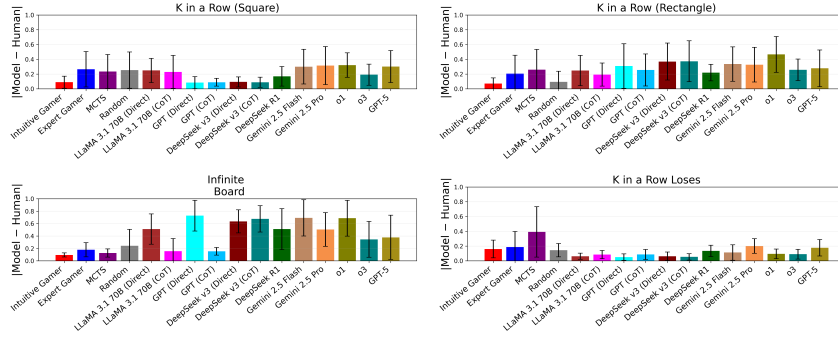 K in a Row (Square)
|Model − Human|
1.0
0.8
0.6
0.4
0.2
0.0
Intuitive Gamer
Expert Gamer
MCTS
Random
LLaMA 3.1 70B (Direct)
LLaMA 3.1 70B (CoT)
GPT (Direct)
GPT (CoT)
DeepSeek v3 (Direct)
DeepSeek v3 (CoT)
DeepSeek R1
Gemini 2.5 Flash
Gemini 2.5 Pro
o1
o3
GPT-5
K in a Row (Rectangle)
|Model − Human|
1.0
0.8
0.6
0.4
0.2
0.0
Intuitive Gamer
Expert Gamer
MCTS
Random
LLaMA 3.1 70B (Direct)
LLaMA 3.1 70B (CoT)
GPT (Direct)
GPT (CoT)
DeepSeek v3 (Direct)
DeepSeek v3 (CoT)
DeepSeek R1
Gemini 2.5 Flash
Gemini 2.5 Pro
o1
o3
GPT-5
Infinite
Board
|Model − Human|
1.0
0.8
0.6
0.4
0.2
0.0
Intuitive Gamer
Expert Gamer
MCTS
Random
LLaMA 3.1 70B (Direct)
LLaMA 3.1 70B (CoT)
GPT (Direct)
GPT (CoT)
DeepSeek v3 (Direct)
DeepSeek v3 (CoT)
DeepSeek R1
Gemini 2.5 Flash
Gemini 2.5 Pro
o1
o3
GPT-5
K in a Row Loses
|Model − Human|
1.0
0.8
0.6
0.4
0.2
0.0
Intuitive Gamer
Expert Gamer
MCTS
Random
LLaMA 3.1 70B (Direct)
LLaMA 3.1 70B (CoT)
GPT (Direct)
GPT (CoT)
DeepSeek v3 (Direct)
DeepSeek v3 (CoT)
DeepSeek R1
Gemini 2.5 Flash
Gemini 2.5 Pro
o1
o3
GPT-5